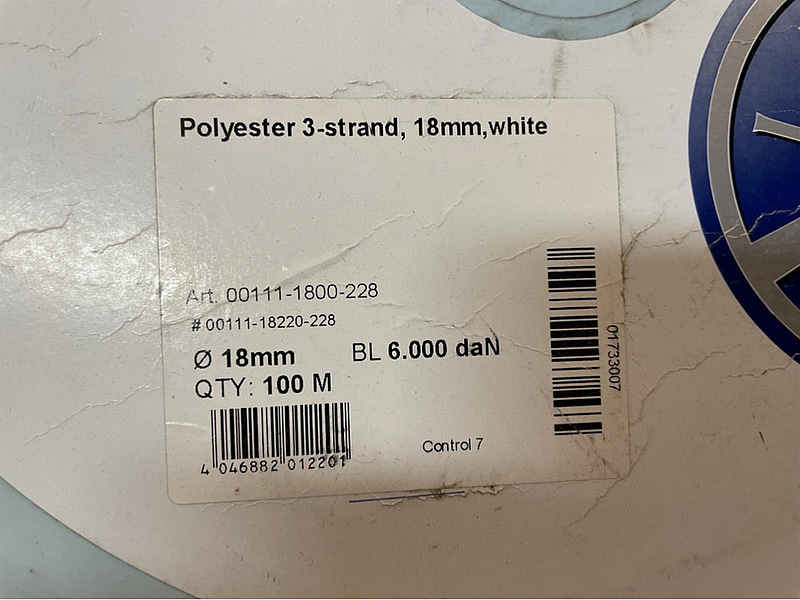 Polyester 3-strand, 18mm,white
Art. 00111-1800-228
# 00111-18220-228
Ø 18mm BL 6.000 daN
QTY: 100 M
4 046882 012201
Control 7
01733007